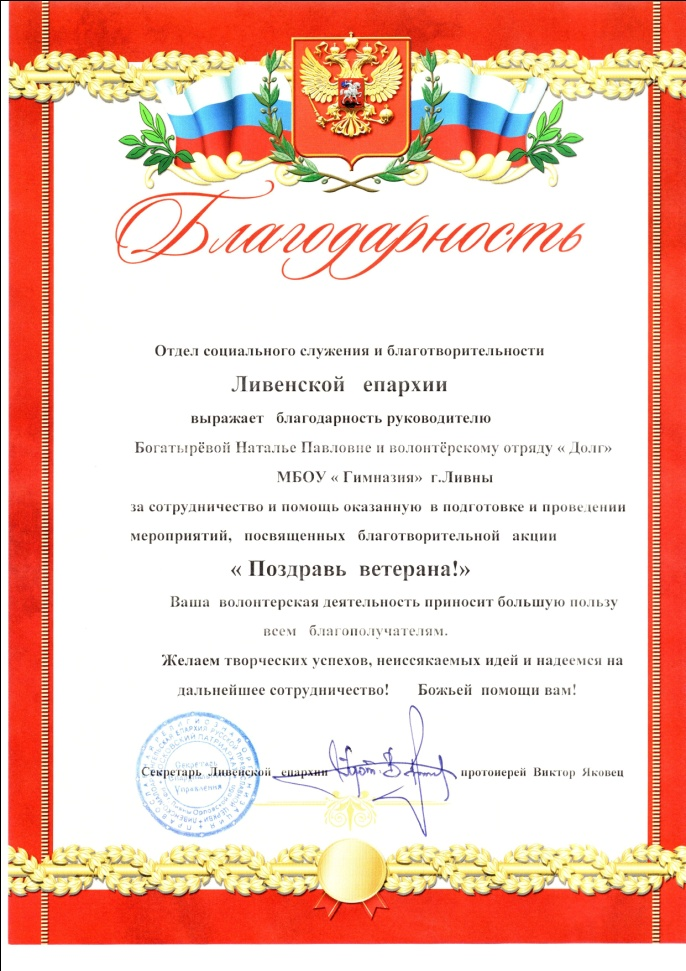 Благодарность
Отдел социального служения и благотворительности
Ливенской епархии
выражает благодарность руководителю
Богатырёвой Наталье Павловне и волонтёрскому отряду « Долг»
МБОУ « Гимназия» г.Ливны
за сотрудничество и помощь оказанную в подготовке и проведении
мероприятий, посвященных благотворительной акции
« Поздравь ветерана!»
Ваша волонтерская деятельность приносит большую пользу
всем благополучателям.
Желаем творческих успехов, неиссякаемых идей и надеемся на
дальнейшее сотрудничество! Божьей помощи вам!
Секретарь
Епархиального
Управления
Секретарь Ливенской епархии протоиерей Виктор Яковец